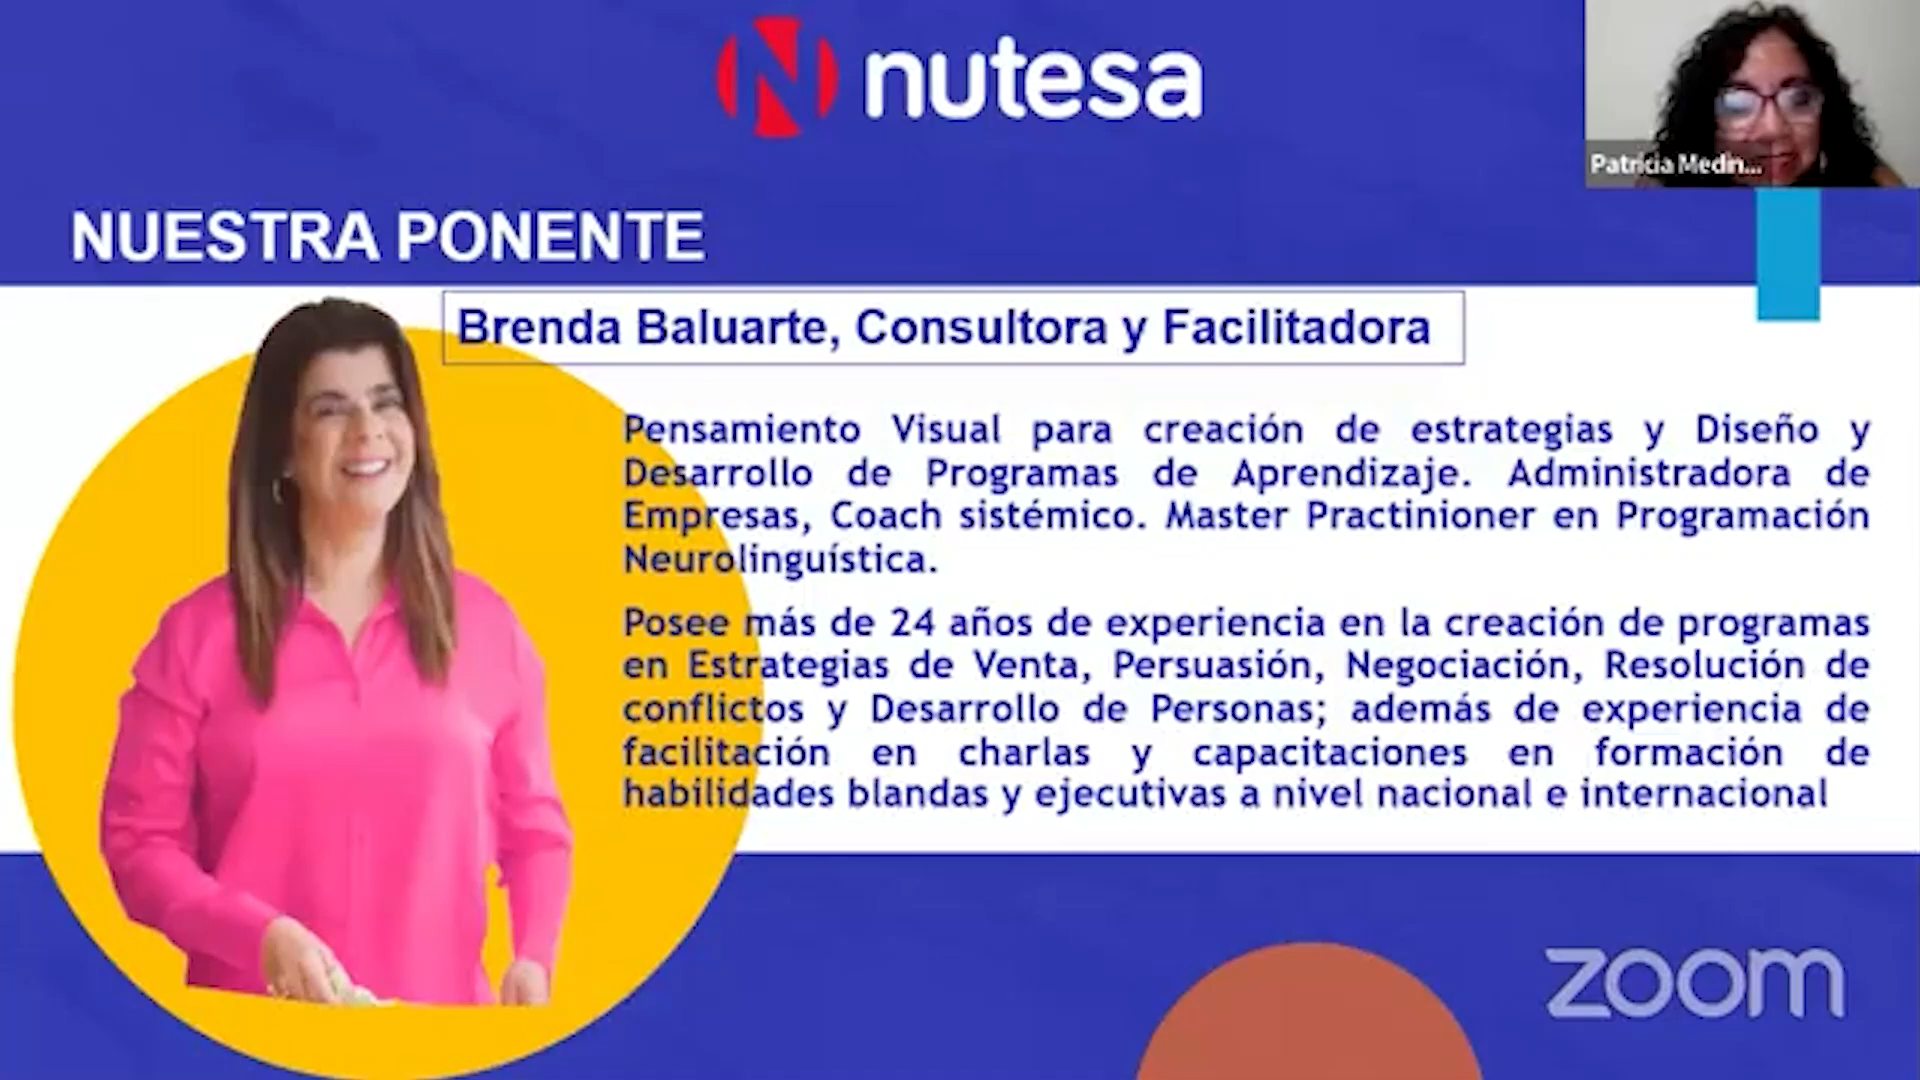 nutesa
Patricia Medin...
NUESTRA PONENTE
Brenda Baluarte, Consultora y Facilitadora
Pensamiento Visual para creación de estrategias y Diseño y
Desarrollo de Programas de Aprendizaje. Administradora de
Empresas, Coach sistémico. Master Practinioner en Programación
Neurolinguística.
Posee más de 24 años de experiencia en la creación de programas
en Estrategias de Venta, Persuasión, Negociación, Resolución de
conflictos y Desarrollo de Personas; además de experiencia de
facilitación en charlas y capacitaciones en formación de
habilidades blandas y ejecutivas a nivel nacional e internacional
zoom